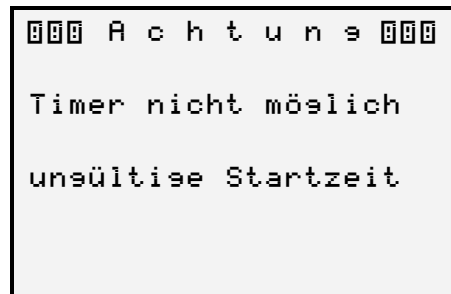 !!! A c h t u n g !!!
Timer nicht möglich
ungültige Startzeit